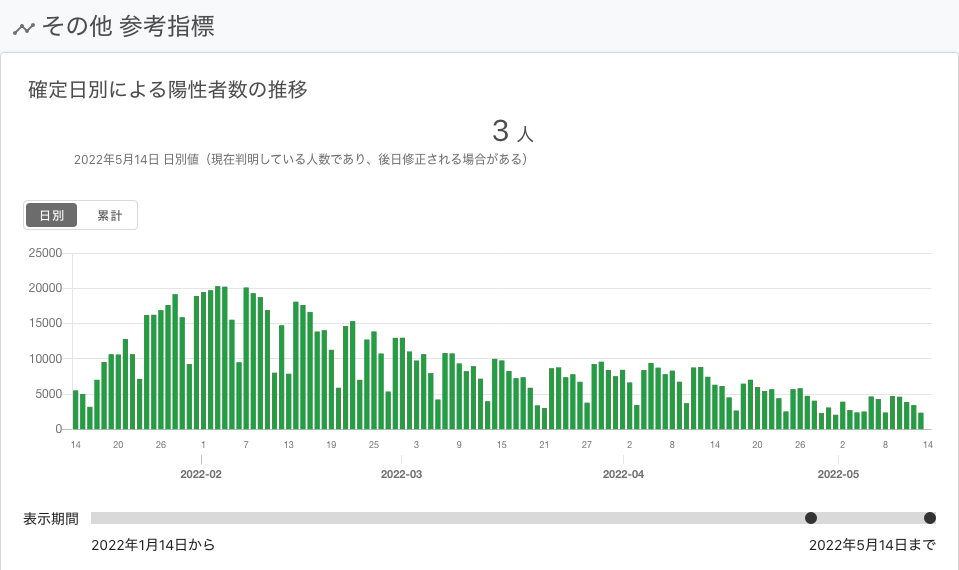 その他 参考指標
確定日別による陽性者数の推移
3 人
2022年5月14日 日別値（現在判明している人数であり、後日修正される場合がある）
日別 累計
25000
20000
15000
10000
5000
0
14 20 26 1 7 13 19 25 3 9 15 21 27 2 8 14 20 26 2 8 14
2022-02 2022-03 2022-04 2022-05
表示期間
2022年1月14日から 2022年5月14日まで